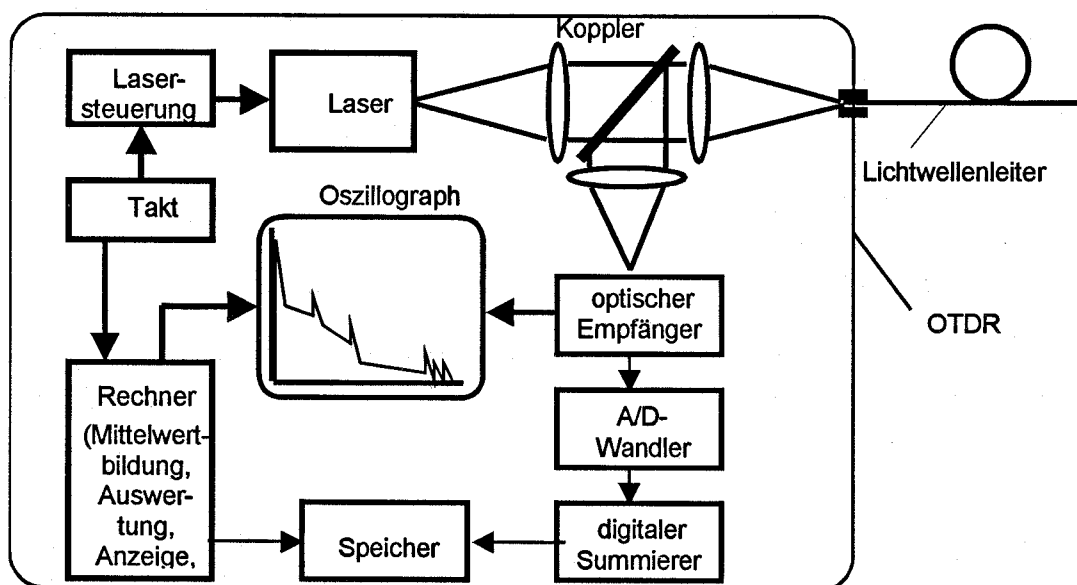 Koppler
Laser-
steuerung
Laser
Lichtwellenleiter
Takt
Oszillograph
optischer
Empfänger
OTDR
Rechner
(Mittelwert-
bildung,
Auswer-
tung,
Anzeige,
A/D-
Wandler
Speicher
digitaler
Summierer